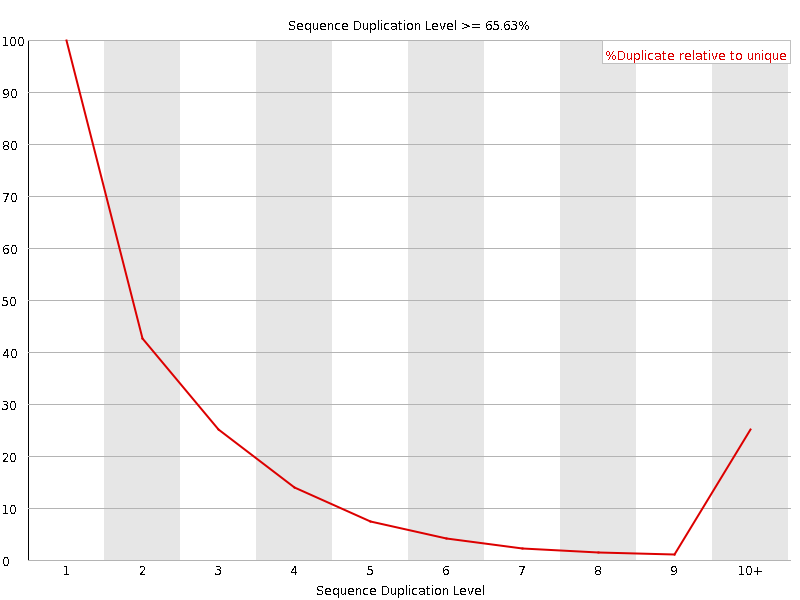 Sequence Duplication Level >= 65.63%
%Duplicate relative to unique
100
90
80
70
60
50
40
30
20
10
0
1 2 3 4 5 6 7 8 9 10+
Sequence Duplication Level